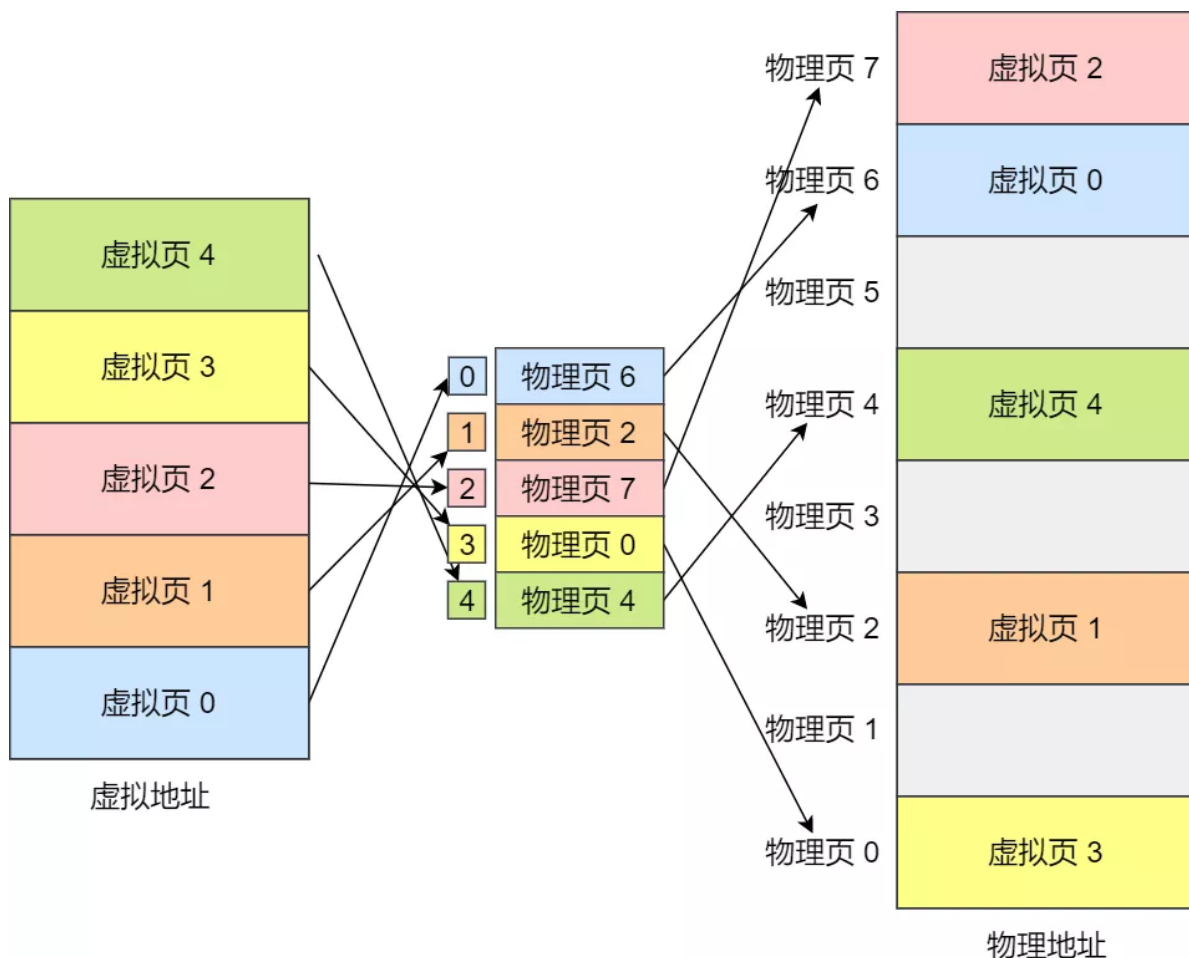 虚拟页 4
虚拟页 3
虚拟页 2
虚拟页 1
虚拟页 0
虚拟地址
0 物理页 6
1 物理页 2
2 物理页 7
3 物理页 0
4 物理页 4
物理页 7 虚拟页 2
物理页 6 虚拟页 0
物理页 5
物理页 4 虚拟页 4
物理页 3
物理页 2 虚拟页 1
物理页 1
物理页 0 虚拟页 3
物理地址